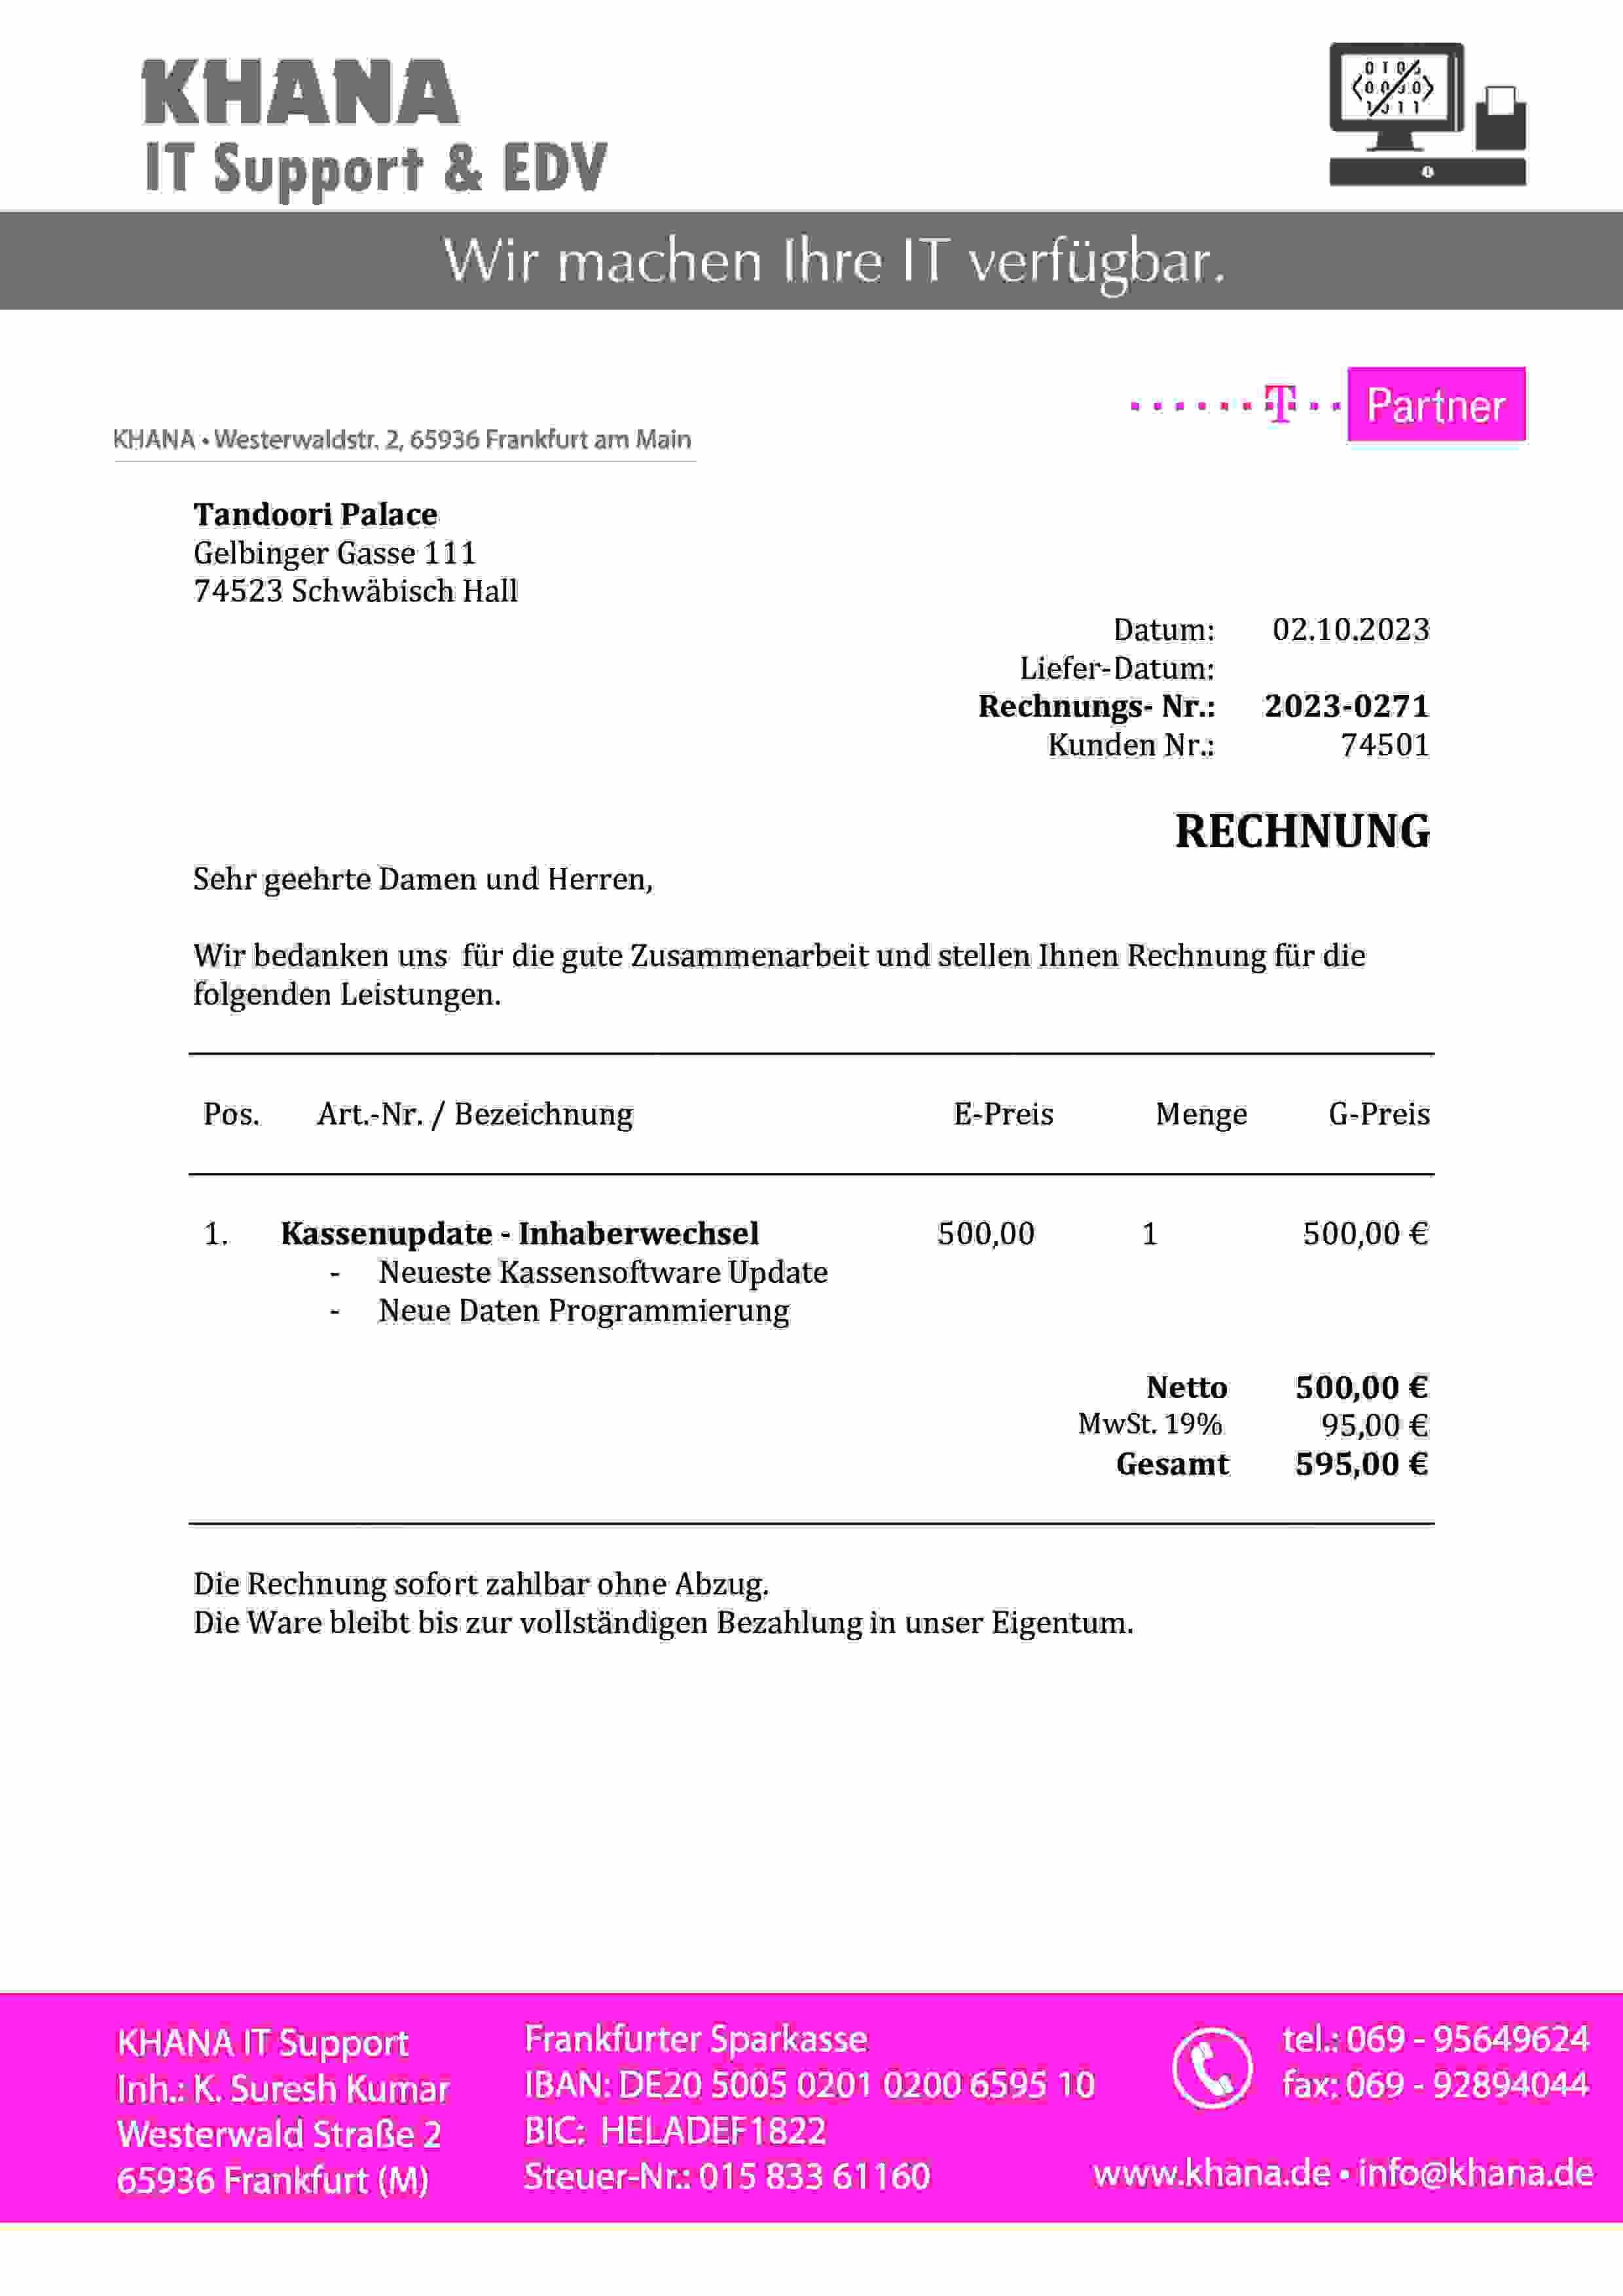 KHANA
IT Support & EDV
Wir machen Ihre IT verfügbar.
T Partner
KHANA • Westerwaldstr. 2, 65936 Frankfurt am Main
Tandoori Palace
Gelbinger Gasse 111
74523 Schwäbisch Hall
Datum: 02.10.2023
Liefer-Datum:
Rechnungs- Nr.: 2023-0271
Kunden Nr.: 74501
RECHNUNG
Sehr geehrte Damen und Herren,
Wir bedanken uns für die gute Zusammenarbeit und stellen Ihnen Rechnung für die
folgenden Leistungen.
Pos. Art.-Nr. / Bezeichnung E-Preis Menge G-Preis
1. Kassenupdate - Inhaberwechsel 500,00 1 500,00 €
- Neueste Kassensoftware Update
- Neue Daten Programmierung
Netto 500,00 €
MwSt. 19% 95,00 €
Gesamt 595,00 €
Die Rechnung sofort zahlbar ohne Abzug.
Die Ware bleibt bis zur vollständigen Bezahlung in unser Eigentum.
KHANA IT Support
Inh.: K. Suresh Kumar
Westerwald Straße 2
65936 Frankfurt (M)
Frankfurter Sparkasse
IBAN: DE20 5005 0201 0200 6595 10
BIC: HELADEF1822
Steuer-Nr.: 015 833 61160
tel.: 069 - 95649624
fax: 069 - 92894044
www.khana.de • info@khana.de